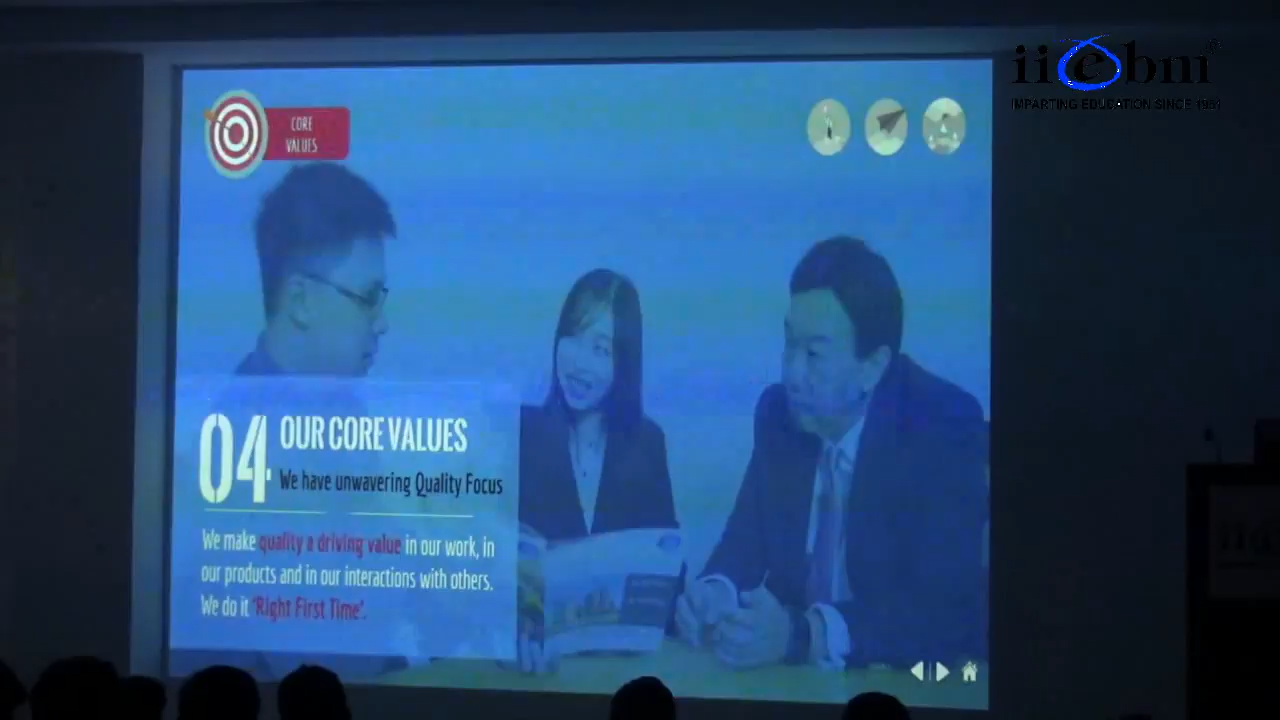 iiebm
IMPARTING EDUCATION SINCE 1991
CORE
VALUES
04
OUR CORE VALUES
We have unwavering Quality Focus
We make quality a driving value in our work, in
our products and in our interactions with others.
We do it 'Right First Time'.